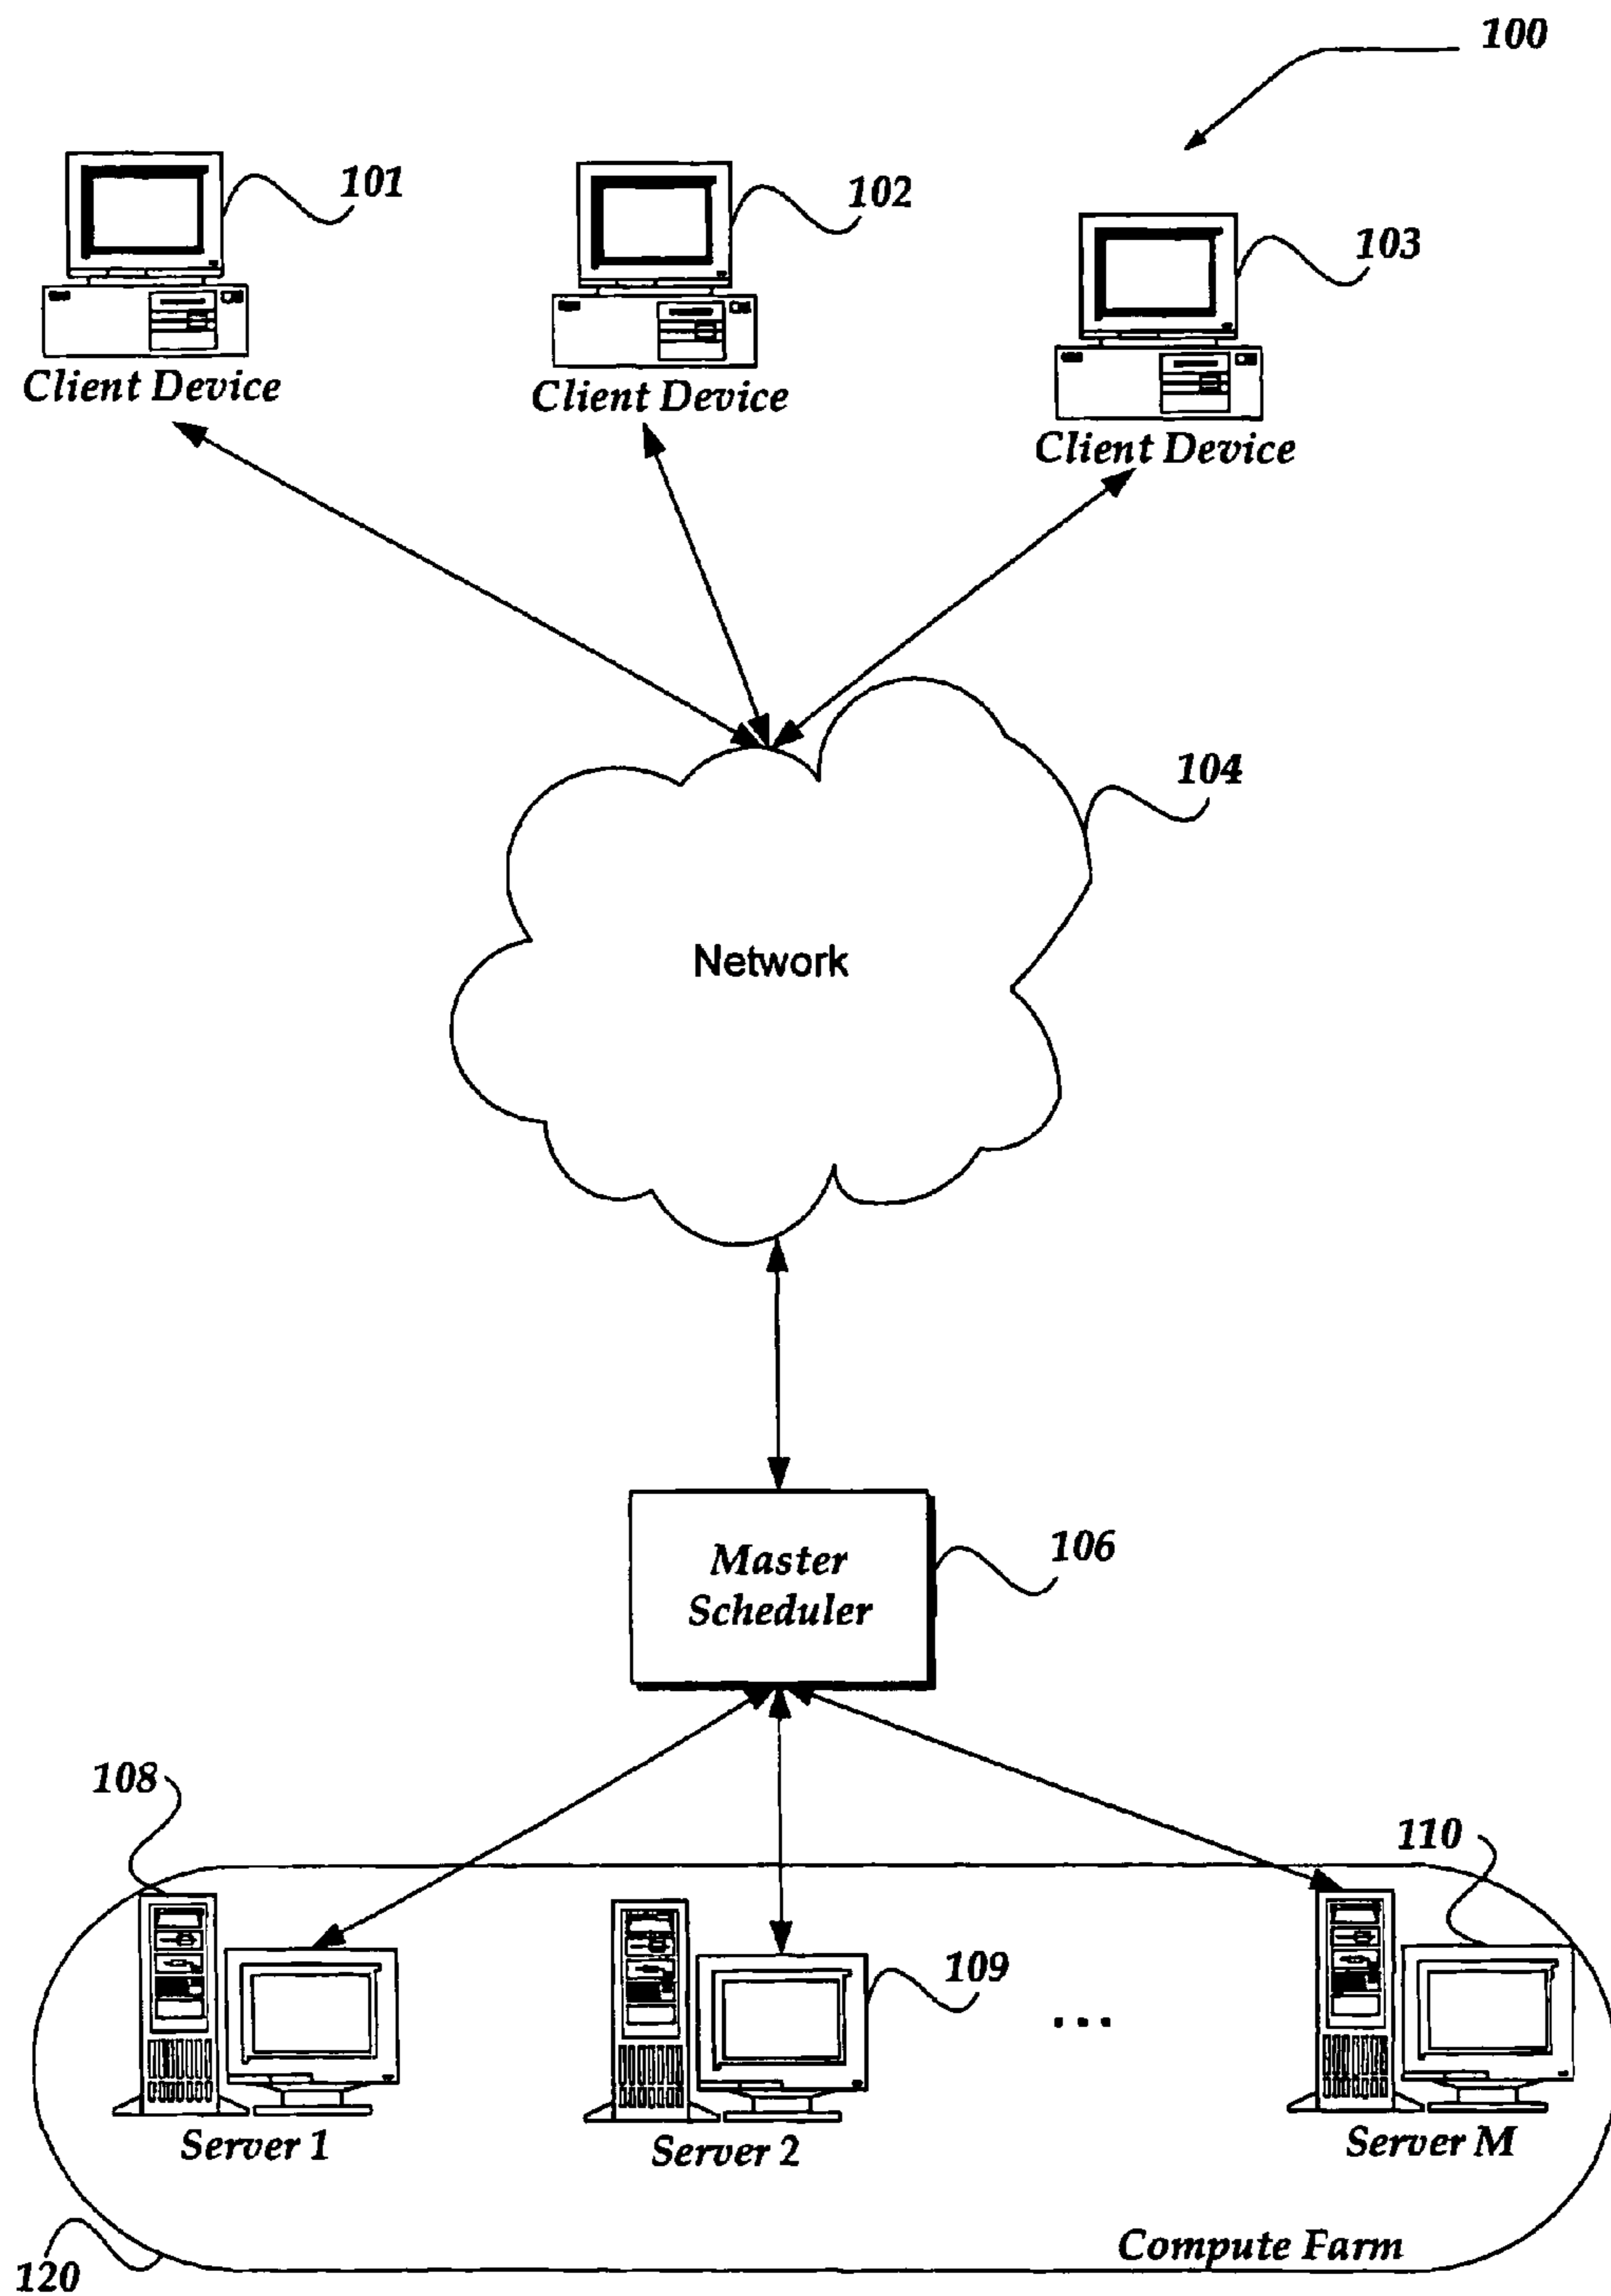 100
101
102
103
Client Device
Client Device
Client Device
104
Network
106
Master
Scheduler
108
110
109
...
Server 1
Server 2
Server M
Compute Farm
120